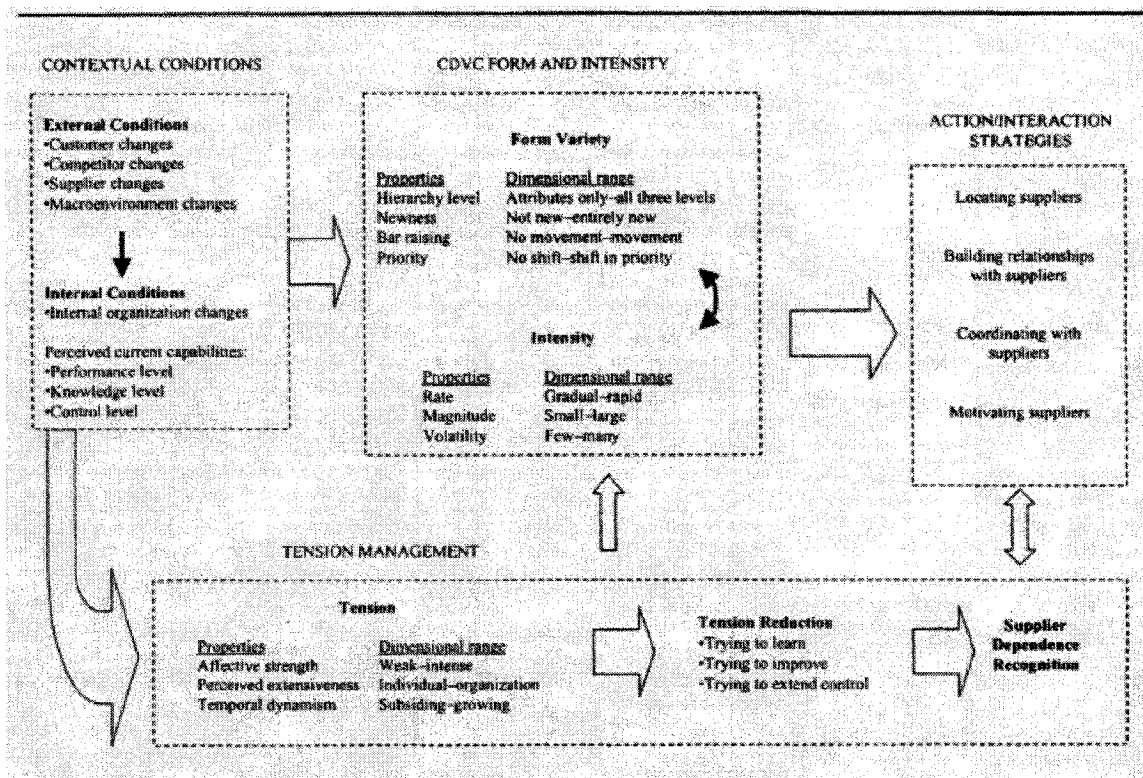 CONTEXTUAL CONDITIONS
External Conditions
•Customer changes
•Competitor changes
•Supplier changes
•Macroenvironment changes
Internal Conditions
•Internal organization changes
Perceived current capabilities:
•Performance level
•Knowledge level
•Control level
CDVC FORM AND INTENSITY
Form Variety
Properties Dimensional range
Hierarchy level Attributes only–all three levels
Newness Not new–entirely new
Bar raising No movement–movement
Priority No shift–shift in priority
Intensity
Properties Dimensional range
Rate Gradual–rapid
Magnitude Small–large
Volatility Few–many
ACTION/INTERACTION
STRATEGIES
Locating suppliers
Building relationships
with suppliers
Coordinating with
suppliers
Motivating suppliers
TENSION MANAGEMENT
Tension
Properties Dimensional range
Affective strength Weak–intense
Perceived extensiveness Individual–organization
Temporal dynamism Subsiding–growing
Tension Reduction
•Trying to learn
•Trying to improve
•Trying to extend control
Supplier
Dependence
Recognition